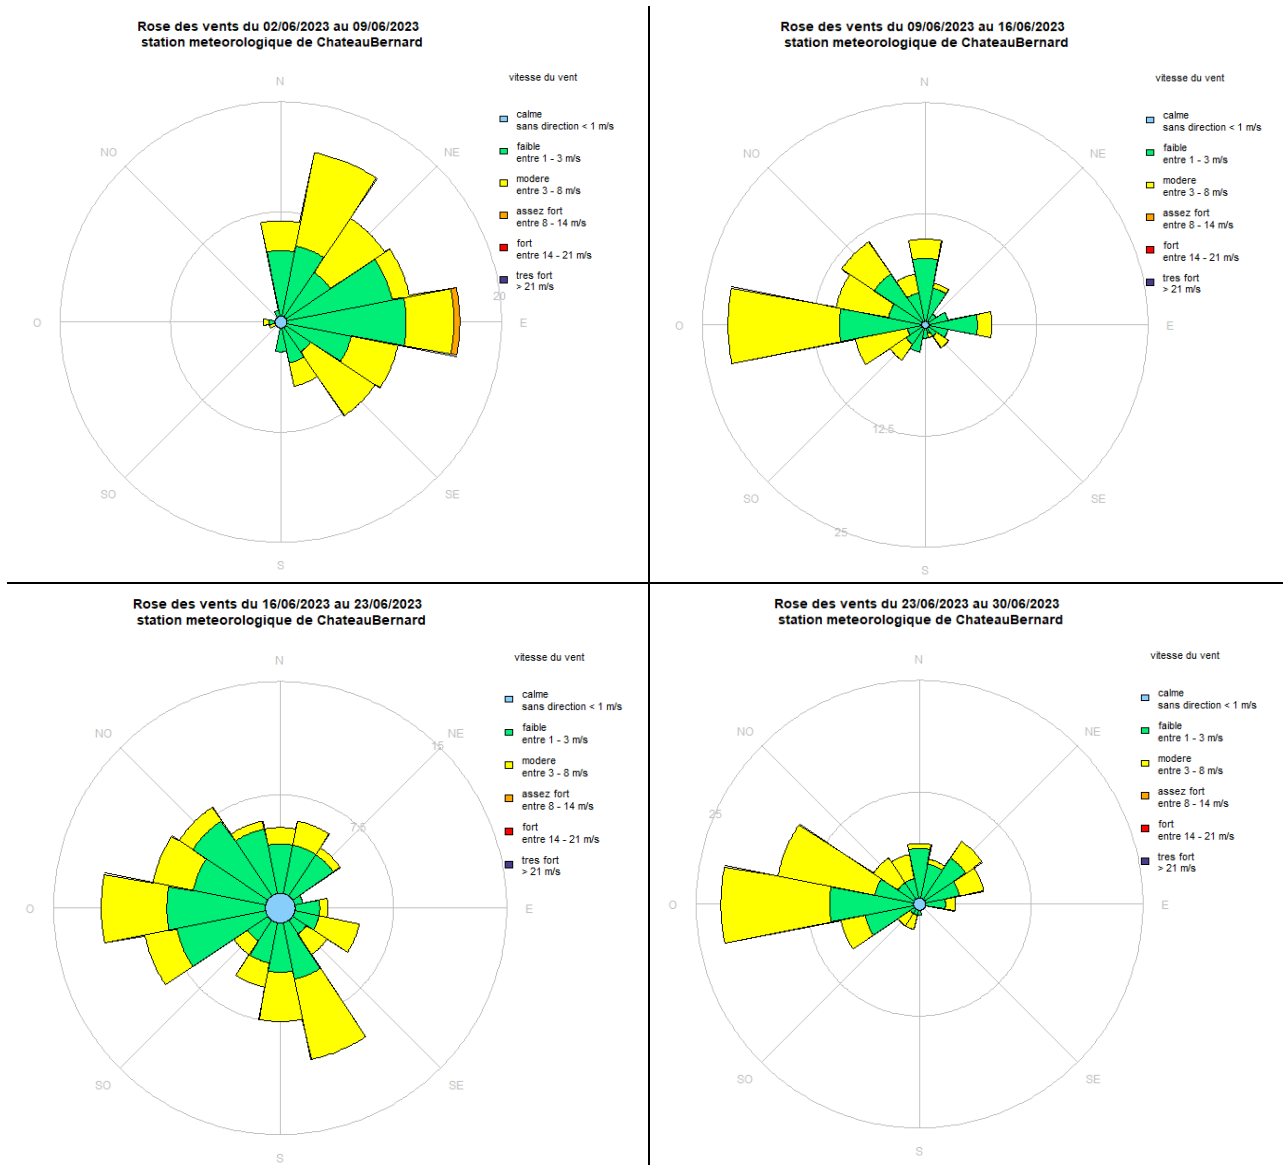 Rose des vents du 02/06/2023 au 09/06/2023
station meteorologique de ChateauBernard
vitesse du vent
calme
sans direction < 1 m/s
faible
entre 1 - 3 m/s
modere
entre 3 - 8 m/s
assez fort
entre 8 - 14 m/s
fort
entre 14 - 21 m/s
tres fort
> 21 m/s
N
NE
E
SE
S
SO
O
NO
20
Rose des vents du 09/06/2023 au 16/06/2023
station meteorologique de ChateauBernard
vitesse du vent
calme
sans direction < 1 m/s
faible
entre 1 - 3 m/s
modere
entre 3 - 8 m/s
assez fort
entre 8 - 14 m/s
fort
entre 14 - 21 m/s
tres fort
> 21 m/s
N
NE
E
SE
S
SO
O
NO
12.5
25
Rose des vents du 16/06/2023 au 23/06/2023
station meteorologique de ChateauBernard
vitesse du vent
calme
sans direction < 1 m/s
faible
entre 1 - 3 m/s
modere
entre 3 - 8 m/s
assez fort
entre 8 - 14 m/s
fort
entre 14 - 21 m/s
tres fort
> 21 m/s
N
NE
E
SE
S
SO
O
NO
15
7.5
Rose des vents du 23/06/2023 au 30/06/2023
station meteorologique de ChateauBernard
vitesse du vent
calme
sans direction < 1 m/s
faible
entre 1 - 3 m/s
modere
entre 3 - 8 m/s
assez fort
entre 8 - 14 m/s
fort
entre 14 - 21 m/s
tres fort
> 21 m/s
N
NE
E
SE
S
SO
O
NO
25